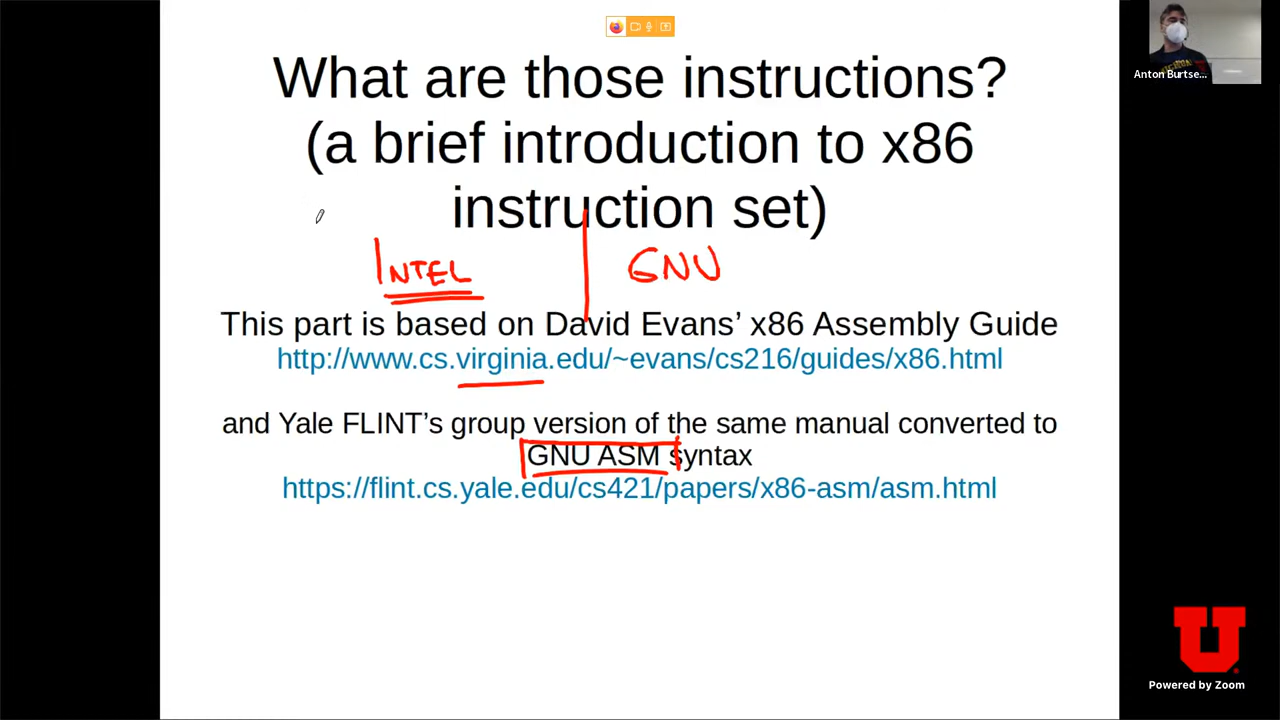 What are those instructions?
(a brief introduction to x86
instruction set)
INTEL
GNU
This part is based on David Evans’ x86 Assembly Guide
http://www.cs.virginia.edu/~evans/cs216/guides/x86.html
and Yale FLINT’s group version of the same manual converted to
GNU ASM syntax
https://flint.cs.yale.edu/cs421/papers/x86-asm/asm.html
Anton Burtse...
U
Powered by Zoom